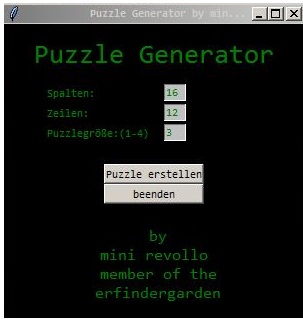 Puzzle Generator by min...
Puzzle Generator
Spalten: 16
Zeilen: 12
Puzzlegröße:(1-4) 3
Puzzle erstellen
beenden
by
mini revollo
member of the
erfindergarden